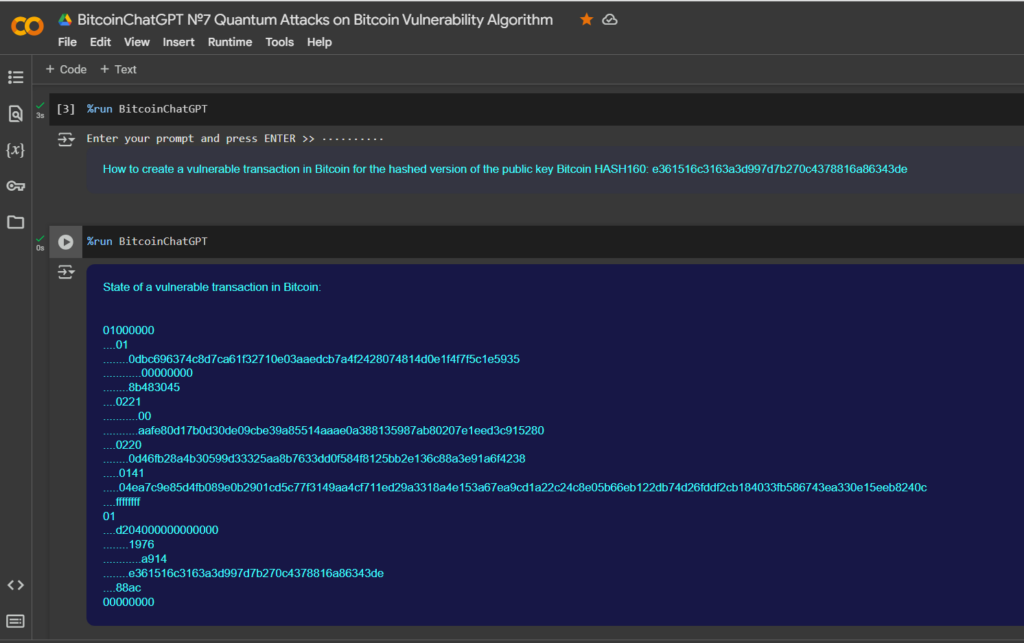 BitcoinChatGPT №7 Quantum Attacks on Bitcoin Vulnerability Algorithm
File Edit View Insert Runtime Tools Help
+ Code + Text
[3] %run BitcoinChatGPT
3s
Enter your prompt and press ENTER >> ··········
How to create a vulnerable transaction in Bitcoin for the hashed version of the public key Bitcoin HASH160: e361516c3163a3d997d7b270c4378816a86343de
%run BitcoinChatGPT
0s
State of a vulnerable transaction in Bitcoin:
01000000
....01
........0dbc696374c8d7ca61f32710e03aaedcb7a4f2428074814d0e1f4f7f5c1e5935
............00000000
........8b483045
....0221
...........00
...........aafe80d17b0d30de09cbe39a85514aaae0a388135987ab80207e1eed3c915280
....0220
........0d46fb28a4b30599d33325aa8b7633dd0f584f8125bb2e136c88a3e91a6f4238
.....0141
.....04ea7c9e85d4fb089e0b2901cd5c77f3149aa4cf711ed29a3318a4e153a67ea9cd1a22c24c8e05b66eb122db74d26fddf2cb184033fb586743ea330e15eeb8240c
....ffffffff
01
....d204000000000000
........1976
............a914
........e361516c3163a3d997d7b270c4378816a86343de
....88ac
00000000